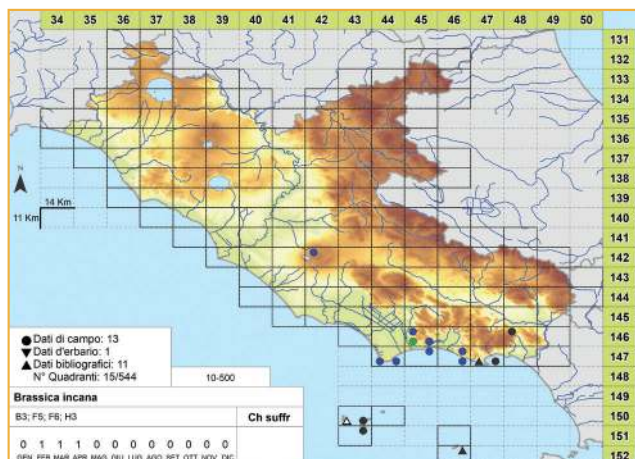 34 35 36 37 38 39 40 41 42 43 44 45 46 47 48 49 50
131
132
133
134
135
136
137
138
139
140
141
142
143
144
145
146
147
148
149
150
151
152
N
14 Km
11 Km
Dati di campo: 13
Dati d'erbario: 1
Dati bibliografici: 11
N° Quadranti: 15/544
10-500
Brassica incana
B3; F5; F6; H3
Ch suffr
0 1 1 1 0 0 0 0 0 0 0 0
GEN FEB MAR APR MAG GIU LUG AGO SET OTT NOV DIC